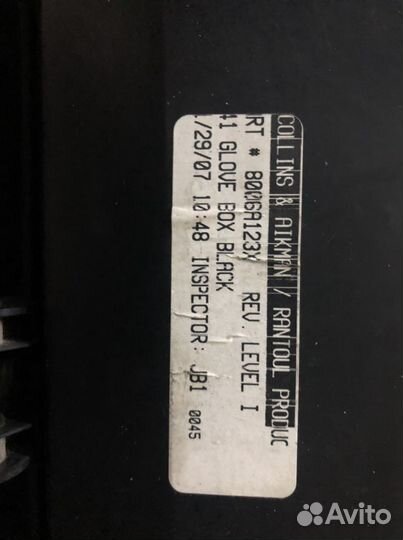 COLLINS & AIKMAN / RANTOUL PRODUC
RT # 8006A123X REV. LEVEL I
41 GLOVE BOX BLACK
/29/07 10:48 INSPECTOR: JB1 0045
Avito